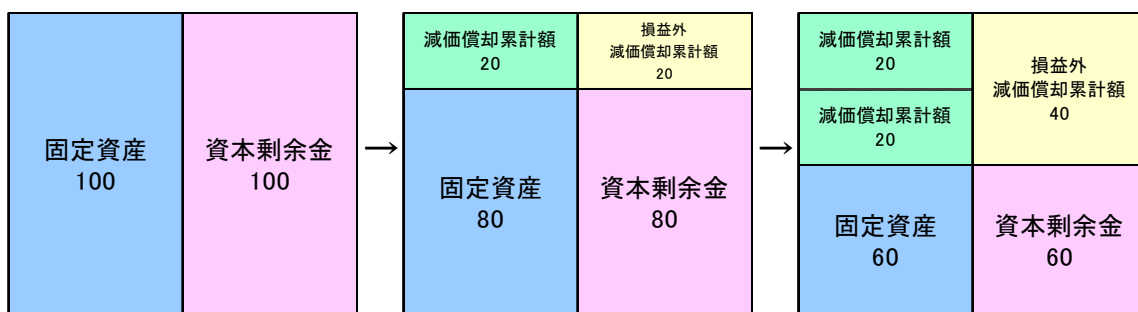 固定資産
100
資本剰余金
100
→
減価償却累計額
20
損益外
減価償却累計額
20
固定資産
80
資本剰余金
80
→
減価償却累計額
20
減価償却累計額
20
損益外
減価償却累計額
40
固定資産
60
資本剰余金
60